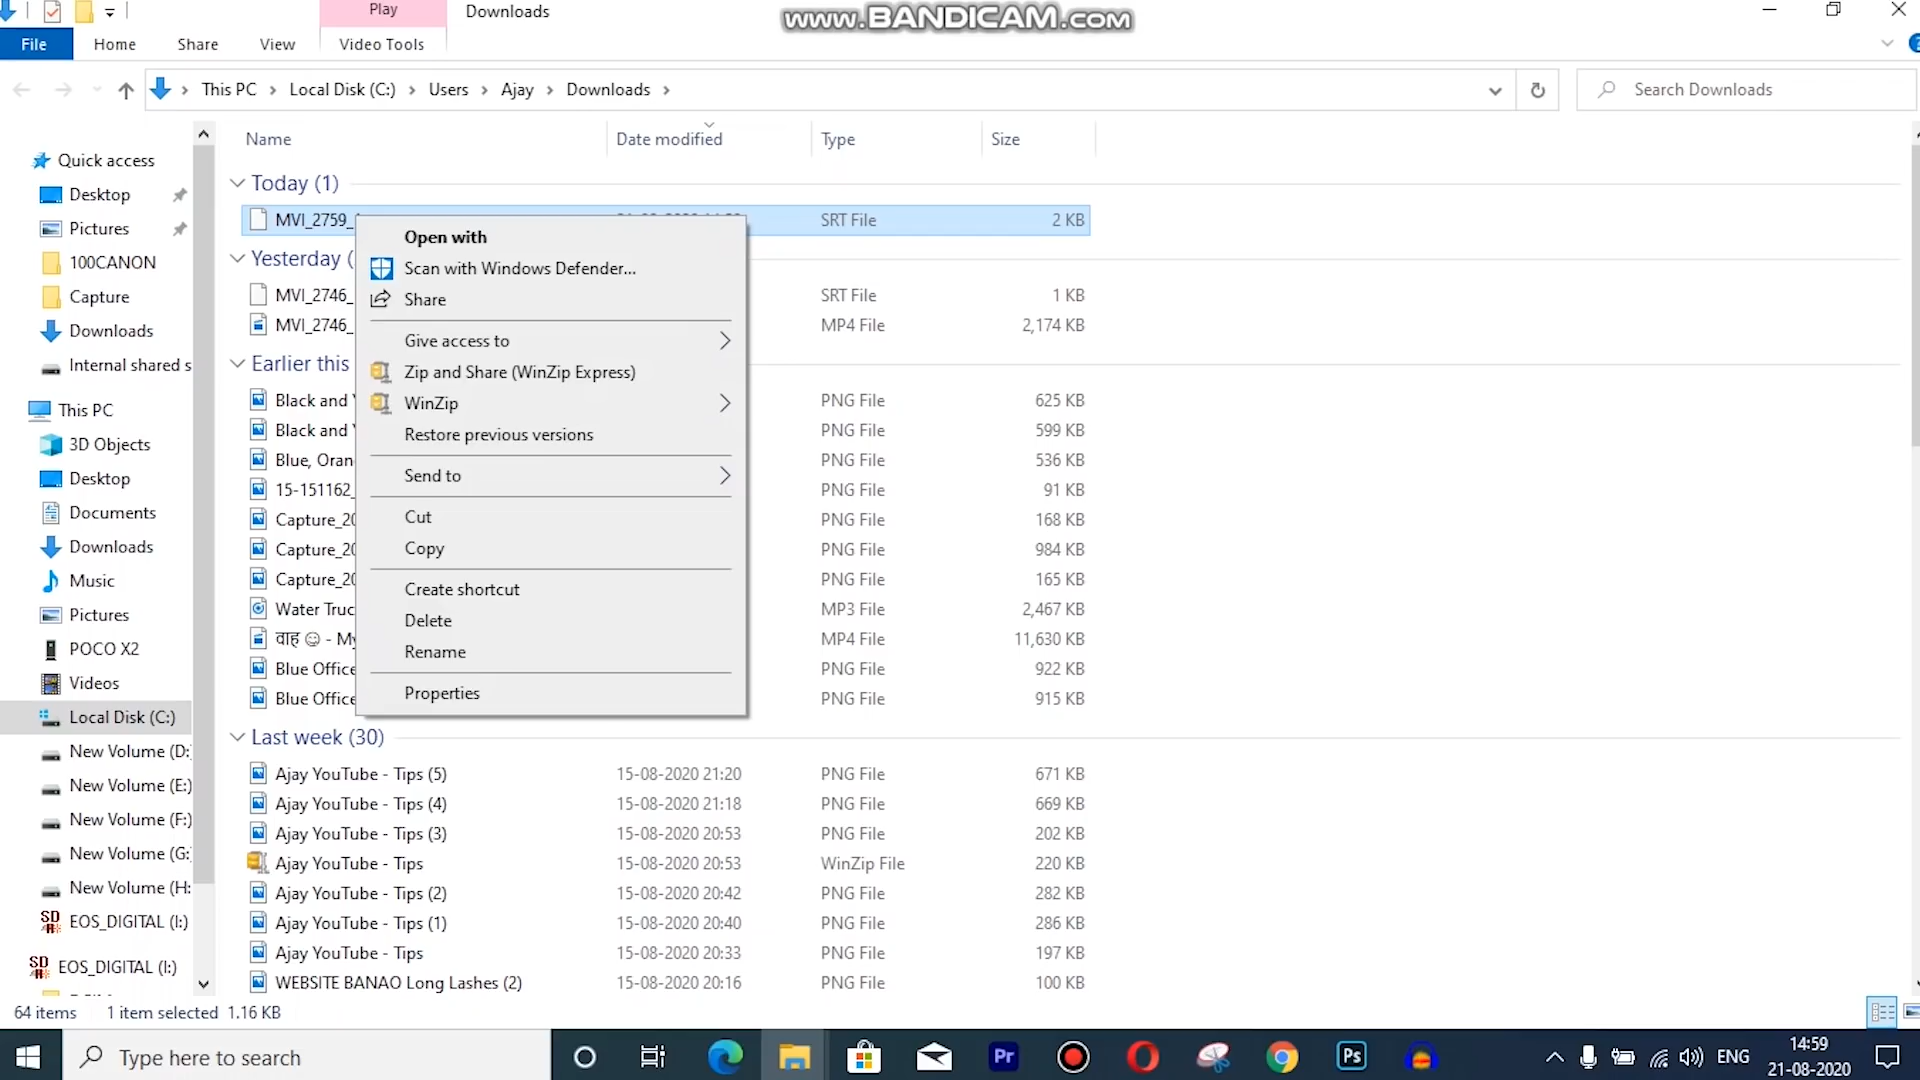 Play
Downloads
www.BANDICAM.com
File
Home
Share
View
Video Tools
This PC
Local Disk (C:)
Users
Ajay
Downloads
Search Downloads
Name
Date modified
Type
Size
Quick access
Desktop
Pictures
100CANON
Capture
Downloads
Internal shared s
This PC
3D Objects
Desktop
Documents
Downloads
Music
Pictures
POCO X2
Videos
Local Disk (C:)
New Volume (D:
New Volume (E:)
New Volume (F:)
New Volume (G:
New Volume (H:
EOS_DIGITAL (I:)
EOS_DIGITAL (I:)
Today (1)
MVI_2759_
SRT File
2 KB
Yesterday (
MVI_2746_
SRT File
1 KB
MVI_2746_
MP4 File
2,174 KB
Earlier this
Black and
PNG File
625 KB
Black and
PNG File
599 KB
Blue, Oran
PNG File
536 KB
15-151162_
PNG File
91 KB
Capture_20
PNG File
168 KB
Capture_20
PNG File
984 KB
Capture_20
PNG File
165 KB
Water Truc
MP3 File
2,467 KB
वाह ☺ - My
MP4 File
11,630 KB
Blue Office
PNG File
922 KB
Blue Office
PNG File
915 KB
Open with
Scan with Windows Defender...
Share
Give access to
Zip and Share (WinZip Express)
WinZip
Restore previous versions
Send to
Cut
Copy
Create shortcut
Delete
Rename
Properties
Last week (30)
Ajay YouTube - Tips (5)
15-08-2020 21:20
PNG File
671 KB
Ajay YouTube - Tips (4)
15-08-2020 21:18
PNG File
669 KB
Ajay YouTube - Tips (3)
15-08-2020 20:53
PNG File
202 KB
Ajay YouTube - Tips
15-08-2020 20:53
WinZip File
220 KB
Ajay YouTube - Tips (2)
15-08-2020 20:42
PNG File
282 KB
Ajay YouTube - Tips (1)
15-08-2020 20:40
PNG File
286 KB
Ajay YouTube - Tips
15-08-2020 20:33
PNG File
197 KB
WEBSITE BANAO Long Lashes (2)
15-08-2020 20:16
PNG File
100 KB
64 items
1 item selected 1.16 KB
Type here to search
Pr
Ps
ENG
14:59
21-08-2020